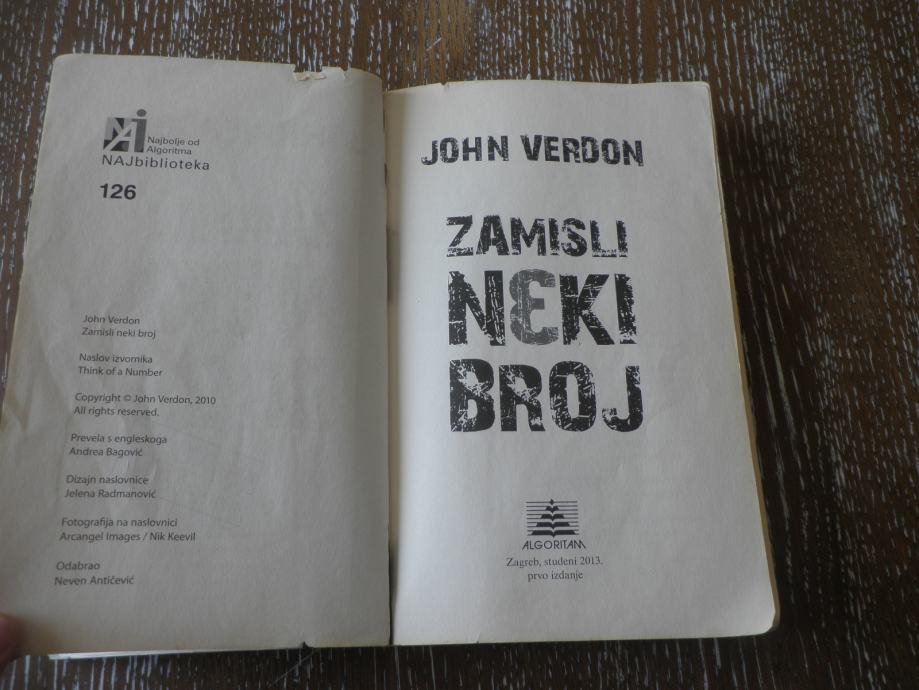 Najbolje od
Algoritma
NAJbiblioteka
126
John Verdon
Zamisli neki broj
Naslov izvornika
Think of a Number
Copyright © John Verdon, 2010
All rights reserved.
Prevela s engleskoga
Andrea Bagović
Dizajn naslovnice
Jelena Radmanović
Fotografija na naslovnici
Arcangel Images / Nik Keevil
Odabrao
Neven Antičević
JOHN VERDON
ZAMISLI
N3KI
BROJ
ALGORITAM
Zagreb, studeni 2013.
prvo izdanje